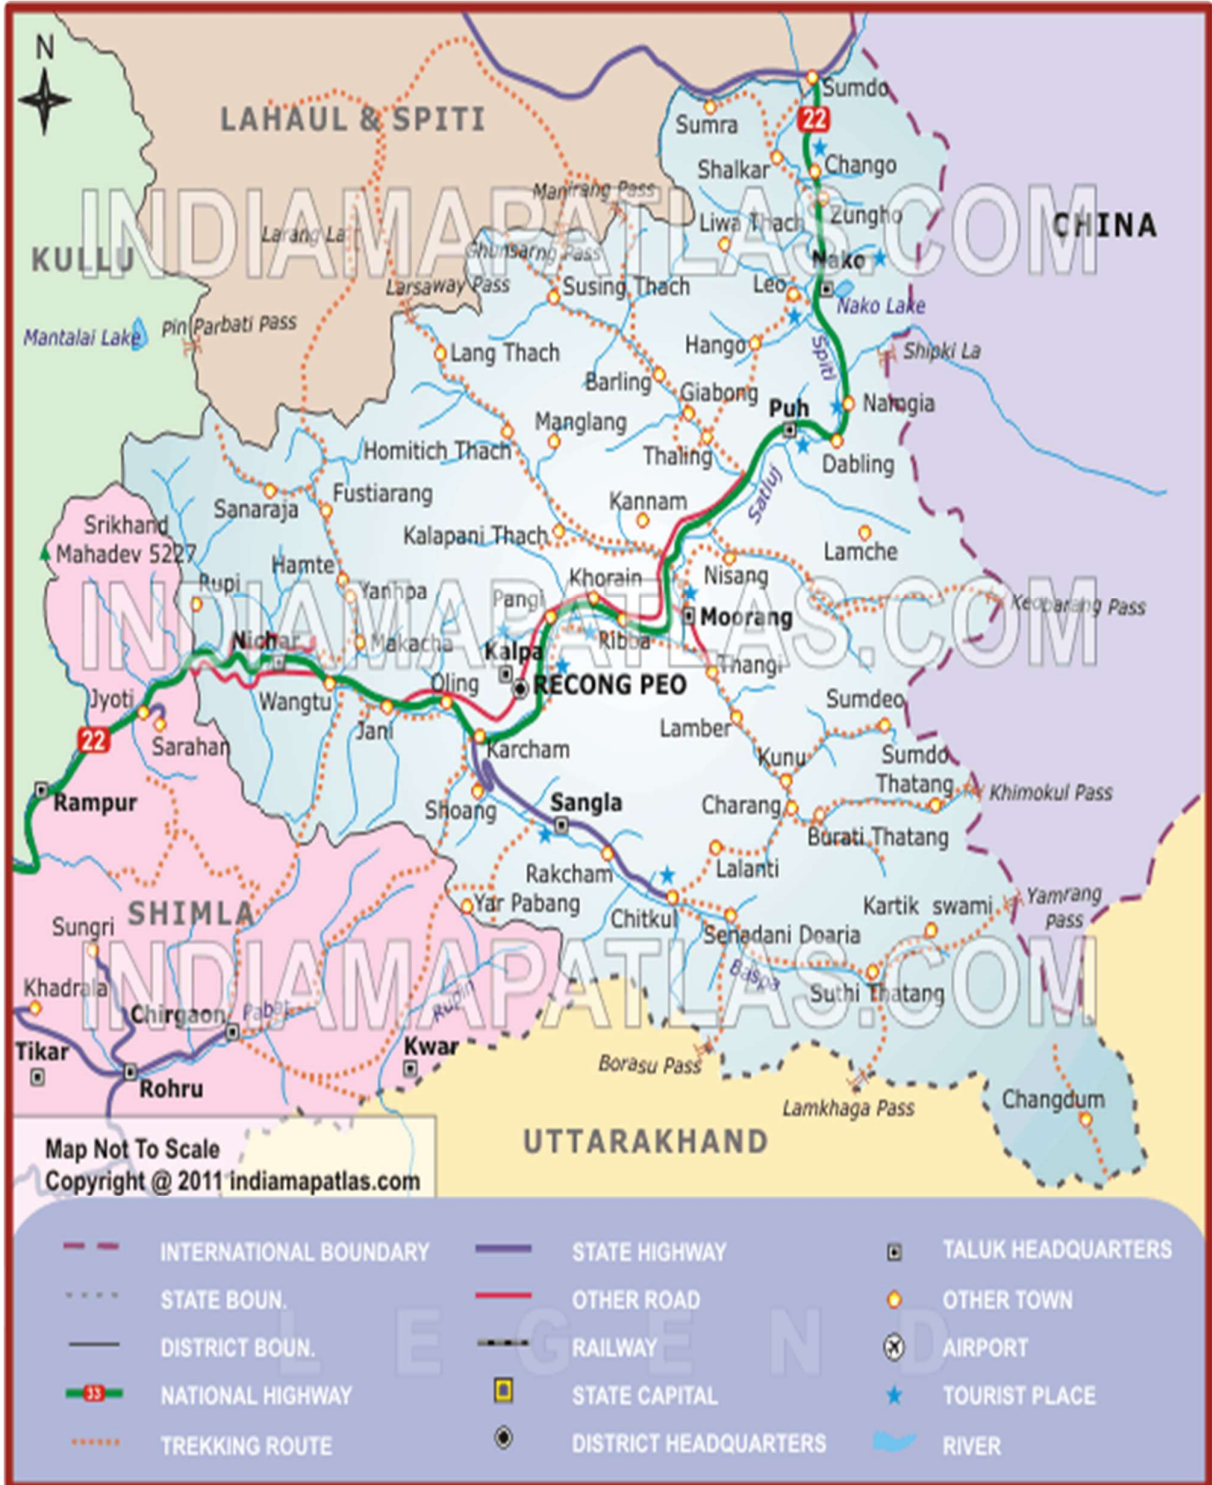 N
Sumdo
22
Sumra
LAHAUL & SPITI
Shalkar
Chango
Manirang Pass
INDIAMAPATLAS.COM
Liwa Thach
Zungho
CHINA
Larang La
KULLU
Ghunsarng Pass
Nako
Larsaway Pass
Susing Thach
Leo
Nako Lake
Mantalai Lake
Pin Parbati Pass
Lang Thach
Hango
Spiti
Shipki La
Barling
Giabong
Puh
Namgia
Manglang
Homitich Thach
Thaling
Dabling
Sanaraja
Fustiarang
Kannam
Satluj
Srikhand
Mahadev 5227
Kalapani Thach
Lamche
Hamte
Rupi
Yanhpa
Khorain
Nisang
Pangi
Keobarang Pass
INDIAMAPATLAS.COM
Moorang
Nichar
Makacha
Kalpa
Ribba
Thangi
Oling
RECONG PEO
Jyoti
Wangtu
Sumdeo
Jani
Lamber
22
Sarahan
Karcham
Kunu
Sumdo
Thatang
Rampur
Shoang
Sangla
Charang
Khimokul Pass
Burati Thatang
Rakcham
Lalanti
SHIMLA
Yar Pabang
Chitkul
Kartik swami
Yamrang
pass
Sungri
Senadani Doaria
INDIAMAPATLAS.COM
Baspa
Khadrala
Suthi Thatang
Chirgaon
Pabar
Rupin
Tikar
Kwar
Borasu Pass
Rohru
Lamkhaga Pass
Changdum
UTTARAKHAND
Map Not To Scale
Copyright @ 2011 indiamapatlas.com
LEGEND
INTERNATIONAL BOUNDARY
STATE BOUN.
DISTRICT BOUN.
33
NATIONAL HIGHWAY
TREKKING ROUTE
STATE HIGHWAY
OTHER ROAD
RAILWAY
STATE CAPITAL
DISTRICT HEADQUARTERS
TALUK HEADQUARTERS
OTHER TOWN
AIRPORT
TOURIST PLACE
RIVER